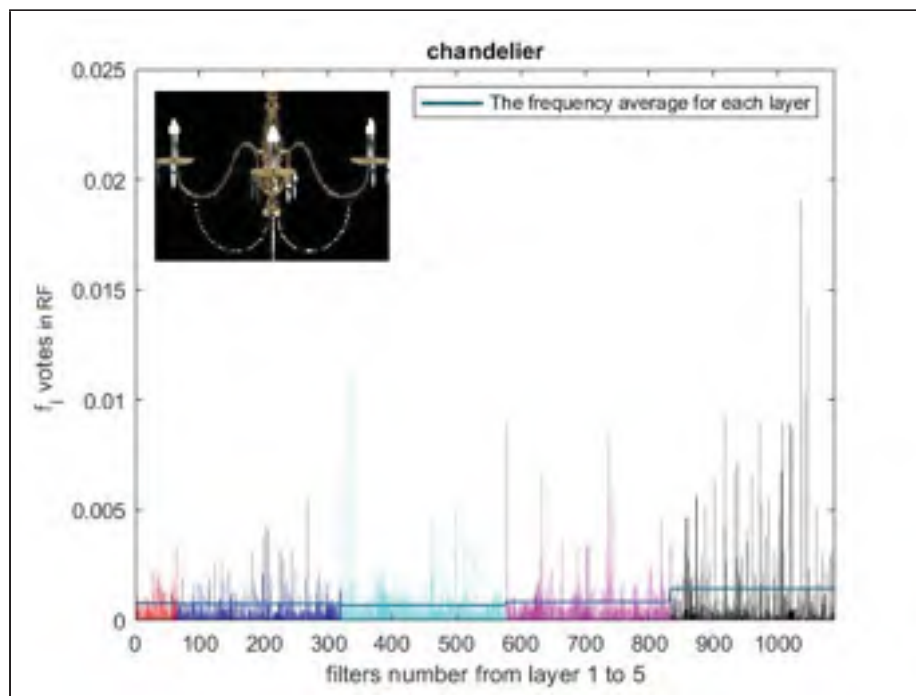 chandelier
The frequency average for each layer
0.025
0.02
0.015
0.01
0.005
0
f_i votes in RF
0 100 200 300 400 500 600 700 800 900 1000
filters number from layer 1 to 5